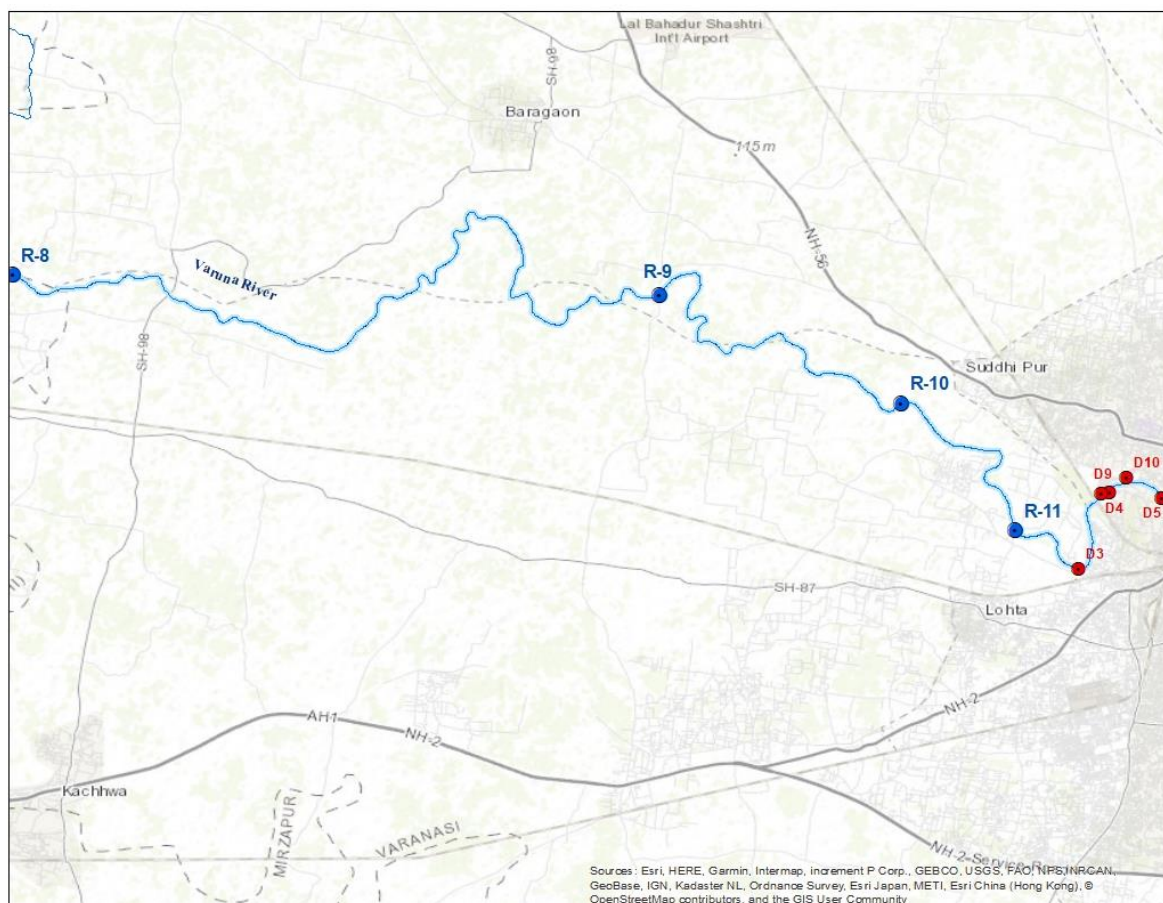 Lal Bahadur Shashtri
Int'l Airport
SH-98
Baragaon
115 m
NH-56
R-8
Varuna River
R-9
SH-98
Suddhi Pur
R-10
D10
D9
D4
D5
R-11
D3
SH-87
Lohta
NH-2
AH1
NH-2
Kachhwa
MIRZAPUR
VARANASI
NH-2 Service
Sources: Esri, HERE, Garmin, Intermap, increment P Corp., GEBCO, USGS, FAO, NPS, NRCAN,
GeoBase, IGN, Kadaster NL, Ordnance Survey, Esri Japan, METI, Esri China (Hong Kong), ©
OpenStreetMap contributors, and the GIS User Community